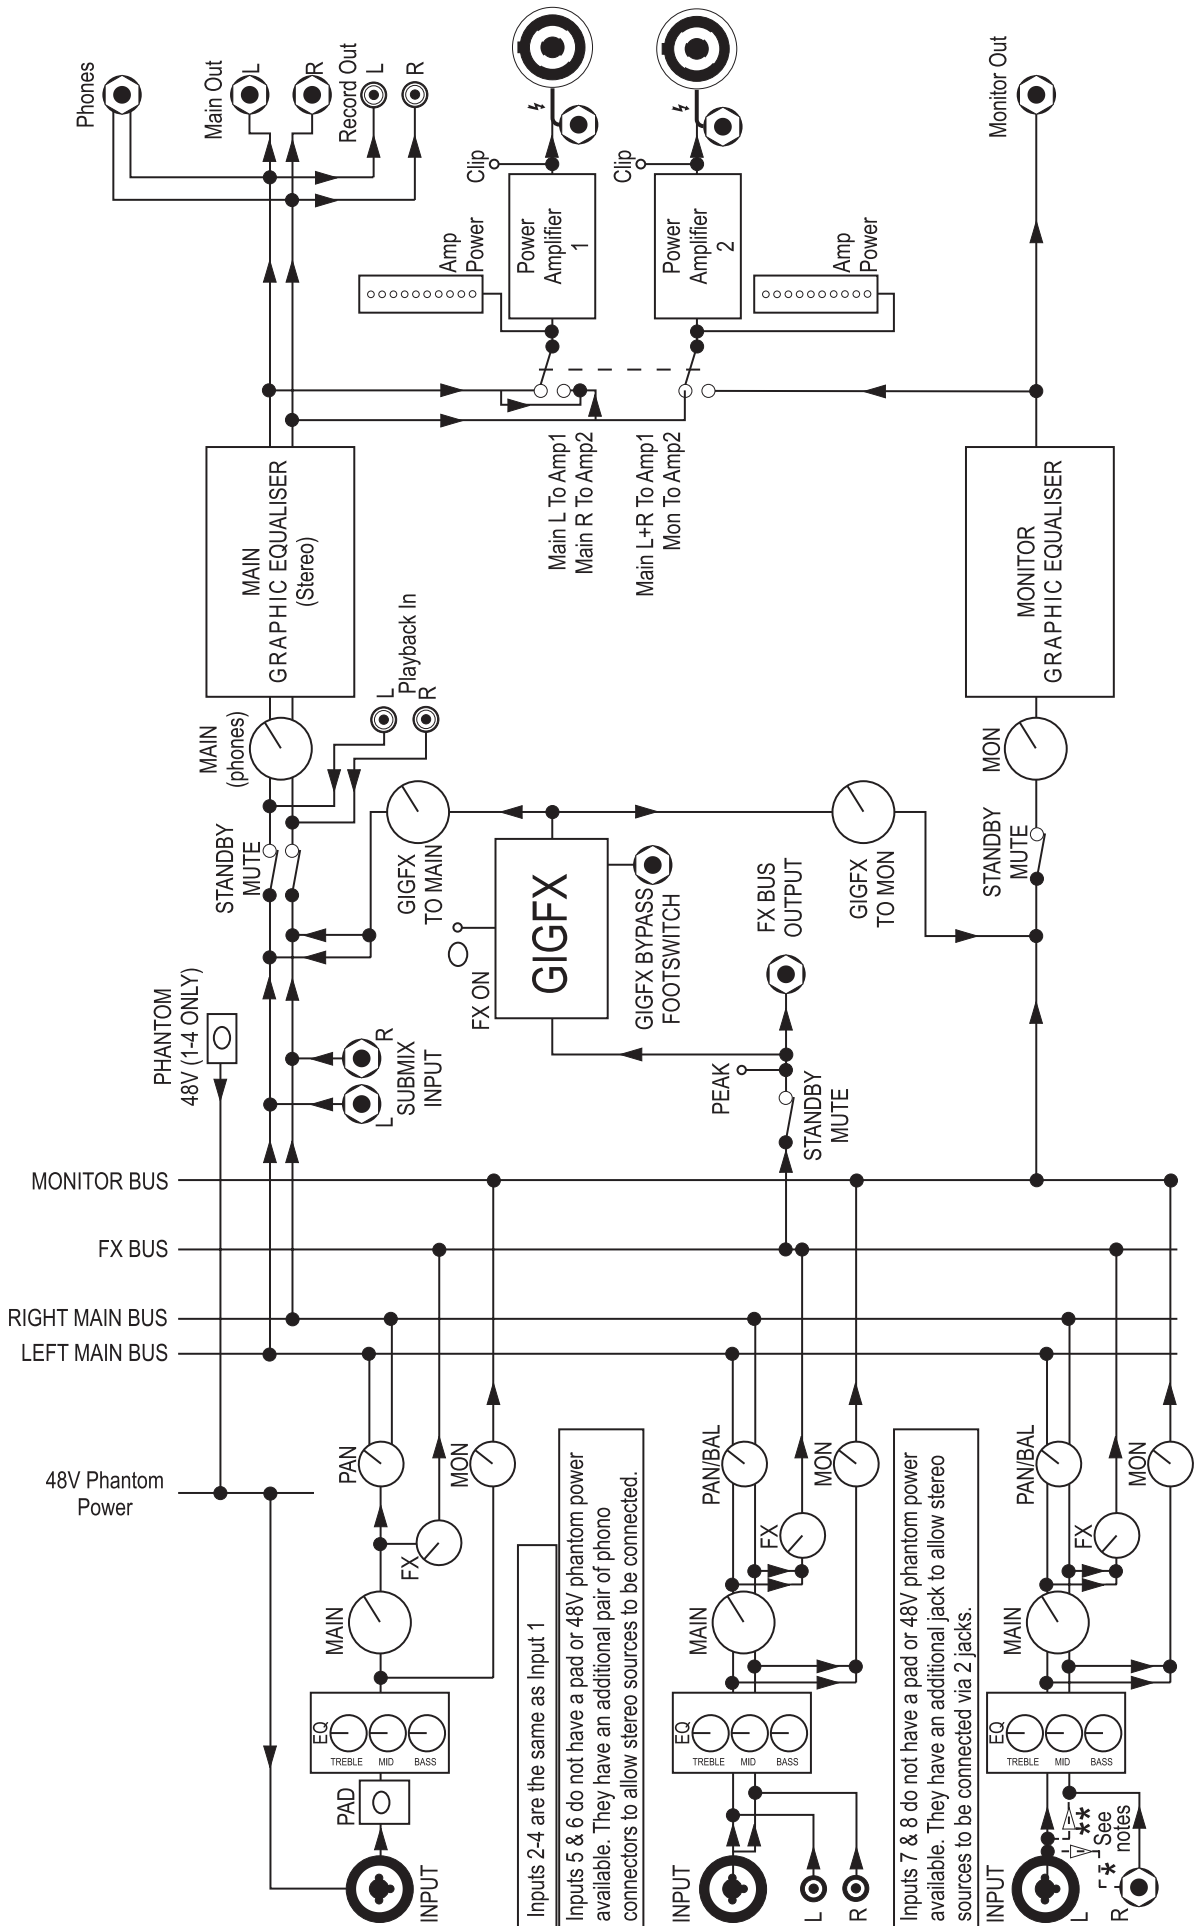 Phones
Main Out
L
R
Record Out
L
R
Clip
Clip
Monitor Out
Amp
Power
Power
Amplifier
1
Power
Amplifier
2
Amp
Power
Main L To Amp1
Main R To Amp2
Main L+R To Amp1
Mon To Amp2
MAIN
GRAPHIC EQUALISER
(Stereo)
MONITOR
GRAPHIC EQUALISER
MAIN
(phones)
L
Playback In
R
MON
STANDBY
MUTE
GIGFX
TO MAIN
FX ON
GIGFX
GIGFX BYPASS
FOOTSWITCH
FX BUS
OUTPUT
GIGFX
TO MON
STANDBY
MUTE
PHANTOM
48V (1-4 ONLY)
R
L
SUBMIX
INPUT
PEAK
STANDBY
MUTE
MONITOR BUS
FX BUS
RIGHT MAIN BUS
LEFT MAIN BUS
48V Phantom
Power
PAN
MON
FX
MAIN
EQ
TREBLE
MID
BASS
PAD
INPUT
Inputs 2-4 are the same as Input 1
Inputs 5 & 6 do not have a pad or 48V phantom power
available. They have an additional pair of phono
connectors to allow stereo sources to be connected.
PAN/BAL
MON
FX
MAIN
EQ
TREBLE
MID
BASS
INPUT
L
R
Inputs 7 & 8 do not have a pad or 48V phantom power
available. They have an additional jack to allow stereo
sources to be connected via 2 jacks.
PAN/BAL
MON
FX
MAIN
EQ
TREBLE
MID
BASS
INPUT
L
R
*
**
See
notes